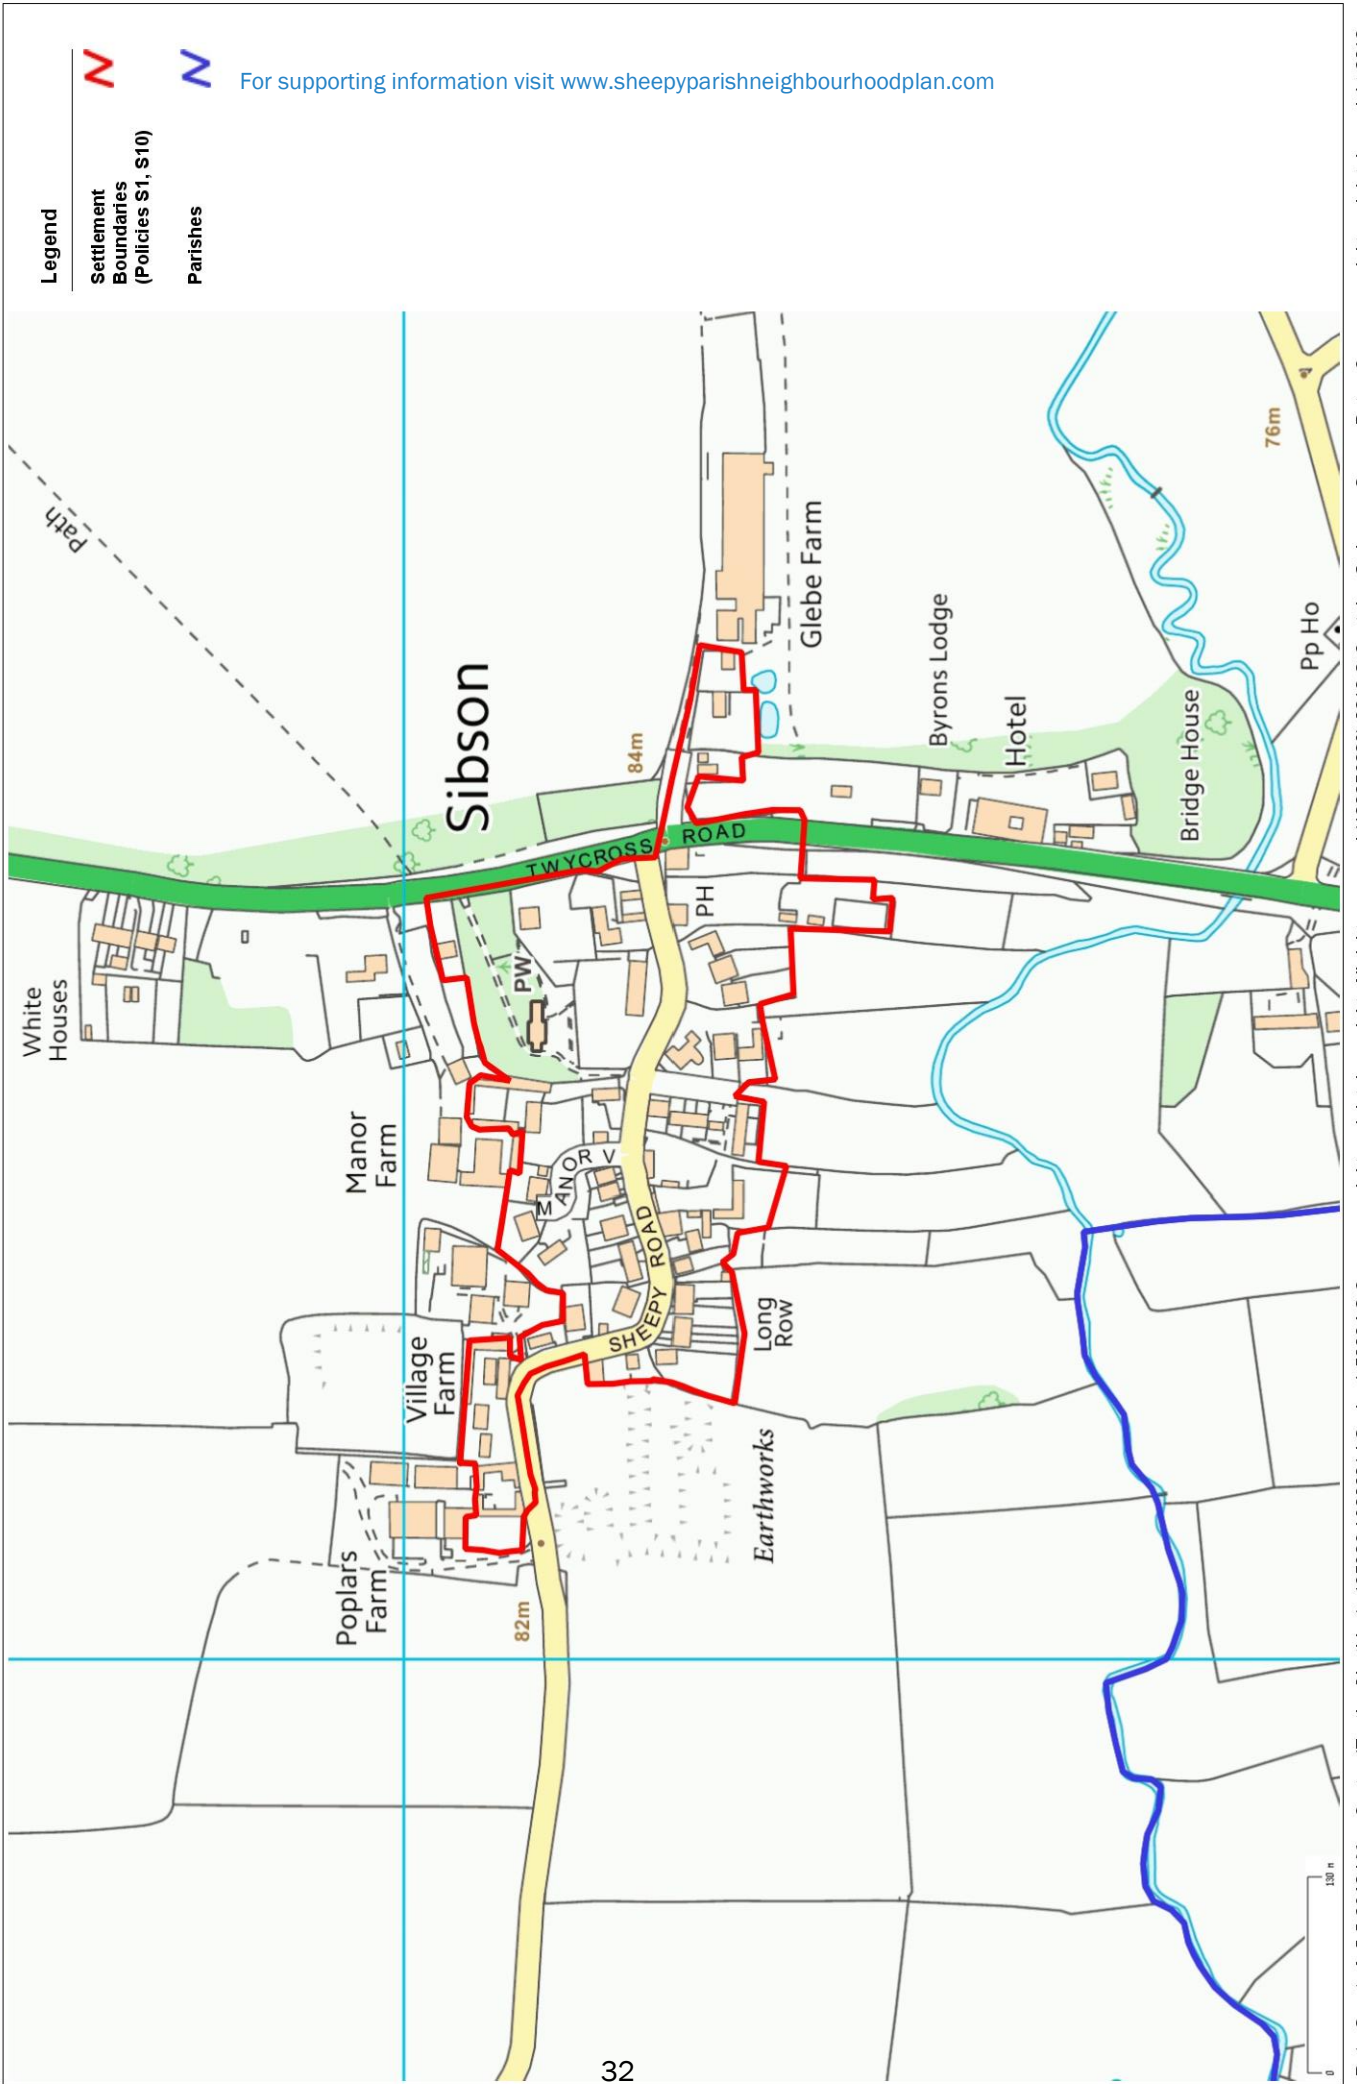 Legend
Settlement
Boundaries
(Policies S1, S10)
Parishes
For supporting information visit www.sheepyparishneighbourhoodplan.com
Path
White
Houses
Sibson
84m
TWYCROSS ROAD
Glebe Farm
Byrons Lodge
Hotel
Bridge House
76m
Pp Ho
PH
PW
Manor
Farm
MANOR V
SHEEPY ROAD
Village
Farm
Long
Row
Poplars
Farm
Earthworks
82m
0
130 m
32